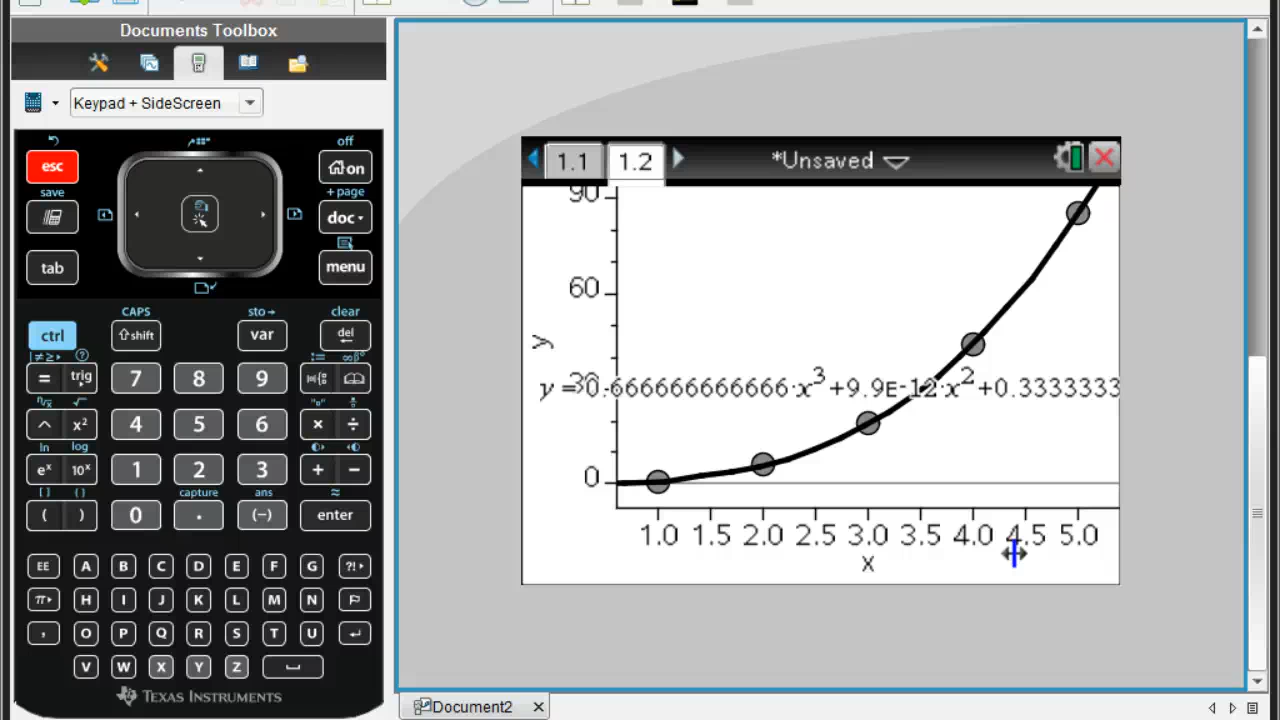 Documents Toolbox
Keypad + SideScreen
off
esc
on
save
+ page
doc
tab
menu
CAPS
sto→
clear
ctrl
⇧shift
var
del
|≠≥▸
:=
∞β°
=
trig
7
8
9
ⁿ√x
√
"◦"
^
x²
4
5
6
×
÷
ln
log
eˣ
10ˣ
1
2
3
+
−
[ ]
{ }
capture
ans
≈
(
)
0
.
(−)
enter
EE
A
B
C
D
E
F
G
?!▸
π▸
H
I
J
K
L
M
N
,
O
P
Q
R
S
T
U
V
W
X
Y
Z
TEXAS INSTRUMENTS
1.1
1.2
*Unsaved
90
60
30
0
y
y = 0.666666666666·x³+9.9E-12·x²+0.3333333
1.0 1.5 2.0 2.5 3.0 3.5 4.0 4.5 5.0
x
Document2